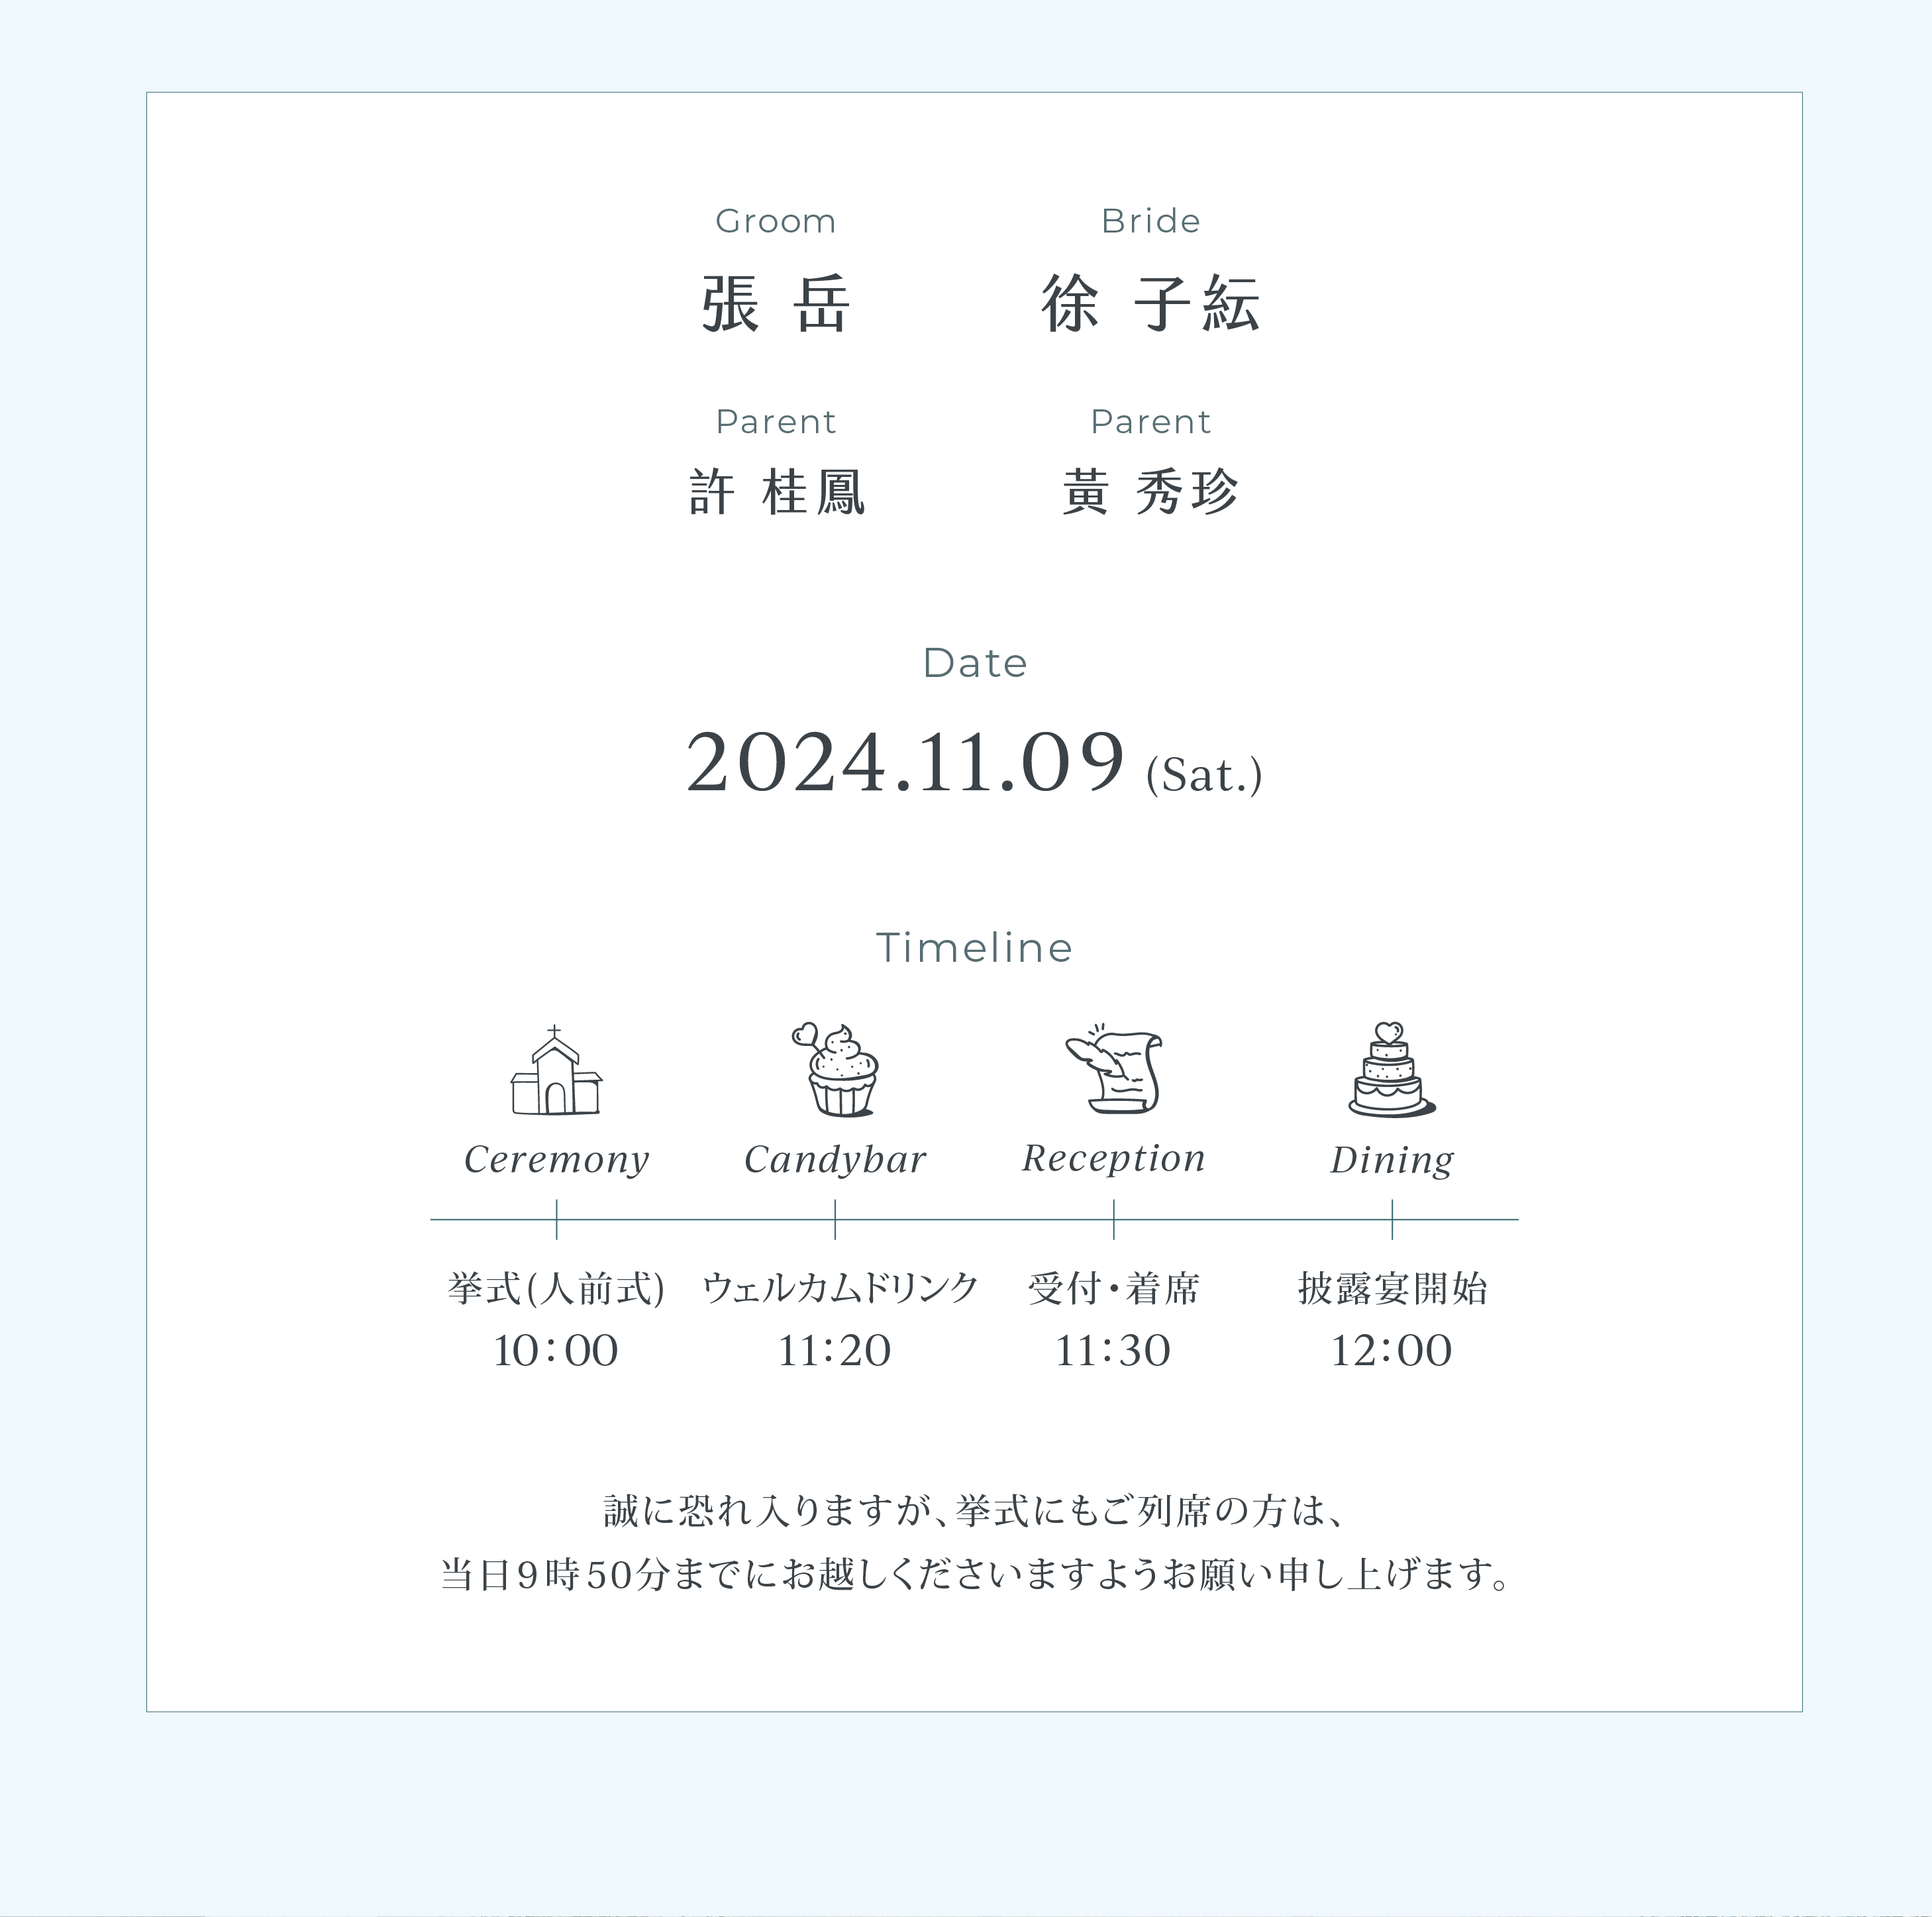 Groom Bride
張 岳 徐 子紜
Parent Parent
許 桂鳳 黃 秀珍
Date
2024.11.09 (Sat.)
Timeline
Ceremony Candybar Reception Dining
挙式(人前式) ウェルカムドリンク 受付・着席 披露宴開始
10:00 11:20 11:30 12:00
誠に恐れ入りますが、挙式にもご列席の方は、
当日9時50分までにお越しくださいますようお願い申し上げます。